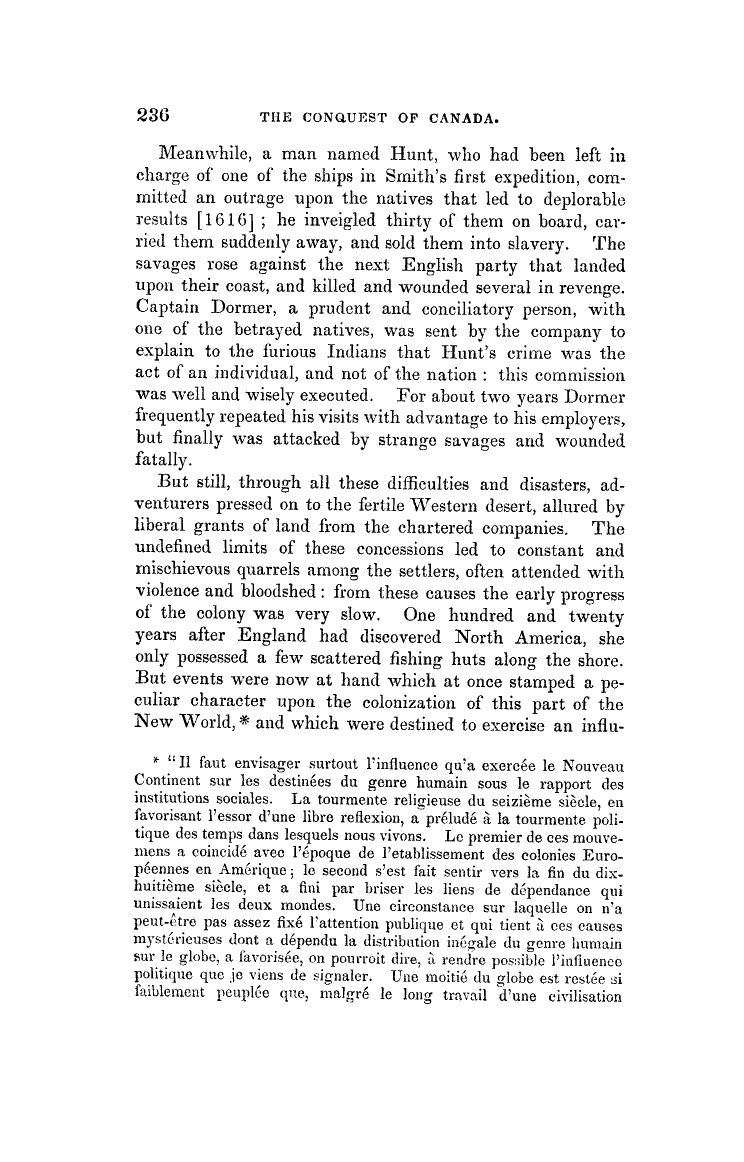 236 THE CONQUEST OF CANADA.
Meanwhile, a man named Hunt, who had been left in
charge of one of the ships in Smith's first expedition, com-
mitted an outrage upon the natives that led to deplorable
results [1616] ; he inveigled thirty of them on board, car-
ried them suddenly away, and sold them into slavery. The
savages rose against the next English party that landed
upon their coast, and killed and wounded several in revenge.
Captain Dormer, a prudent and conciliatory person, with
one of the betrayed natives, was sent by the company to
explain to the furious Indians that Hunt's crime was the
act of an individual, and not of the nation : this commission
was well and wisely executed. For about two years Dormer
frequently repeated his visits with advantage to his employers,
but finally was attacked by strange savages and wounded
fatally.
But still, through all these difficulties and disasters, ad-
venturers pressed on to the fertile Western desert, allured by
liberal grants of land from the chartered companies. The
undefined limits of these concessions led to constant and
mischievous quarrels among the settlers, often attended with
violence and bloodshed : from these causes the early progress
of the colony was very slow. One hundred and twenty
years after England had discovered North America, she
only possessed a few scattered fishing huts along the shore.
But events were now at hand which at once stamped a pe-
culiar character upon the colonization of this part of the
New World,* and which were destined to exercise an influ-
* "Il faut envisager surtout l'influence qu'a exercée le Nouveau
Continent sur les destinées du genre humain sous le rapport des
institutions sociales. La tourmente religieuse du seizième siècle, en
favorisant l'essor d'une libre reflexion, a préludé à la tourmente poli-
tique des temps dans lesquels nous vivons. Le premier de ces mouve-
mens a coincidé avec l'époque de l'etablissement des colonies Euro-
péennes en Amérique ; le second s'est fait sentir vers la fin du dix-
huitième siècle, et a fini par briser les liens de dépendance qui
unissaient les deux mondes. Une circonstance sur laquelle on n'a
peut-être pas assez fixé l'attention publique et qui tient à ces causes
mystérieuses dont a dépendu la distribution inégale du genre humain
sur le globe, a favorisée, on pourroit dire, à rendre possible l'influence
politique que je viens de signaler. Une moitié du globe est restée si
faiblement peuplée que, malgré le long travail d'une civilisation